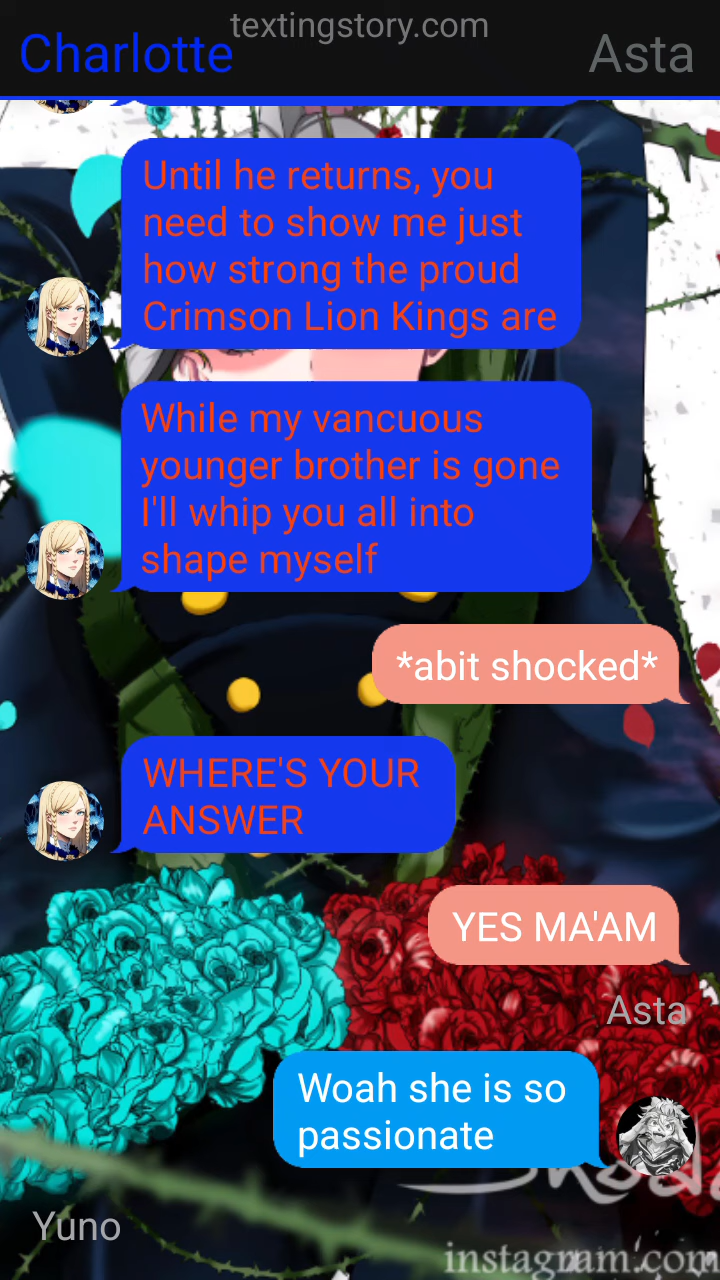 textingstory.com
Charlotte
Asta
Until he returns, you
need to show me just
how strong the proud
Crimson Lion Kings are
While my vancuous
younger brother is gone
I'll whip you all into
shape myself
*abit shocked*
WHERE'S YOUR
ANSWER
YES MA'AM
Asta
Woah she is so
passionate
Yuno
instagram.com